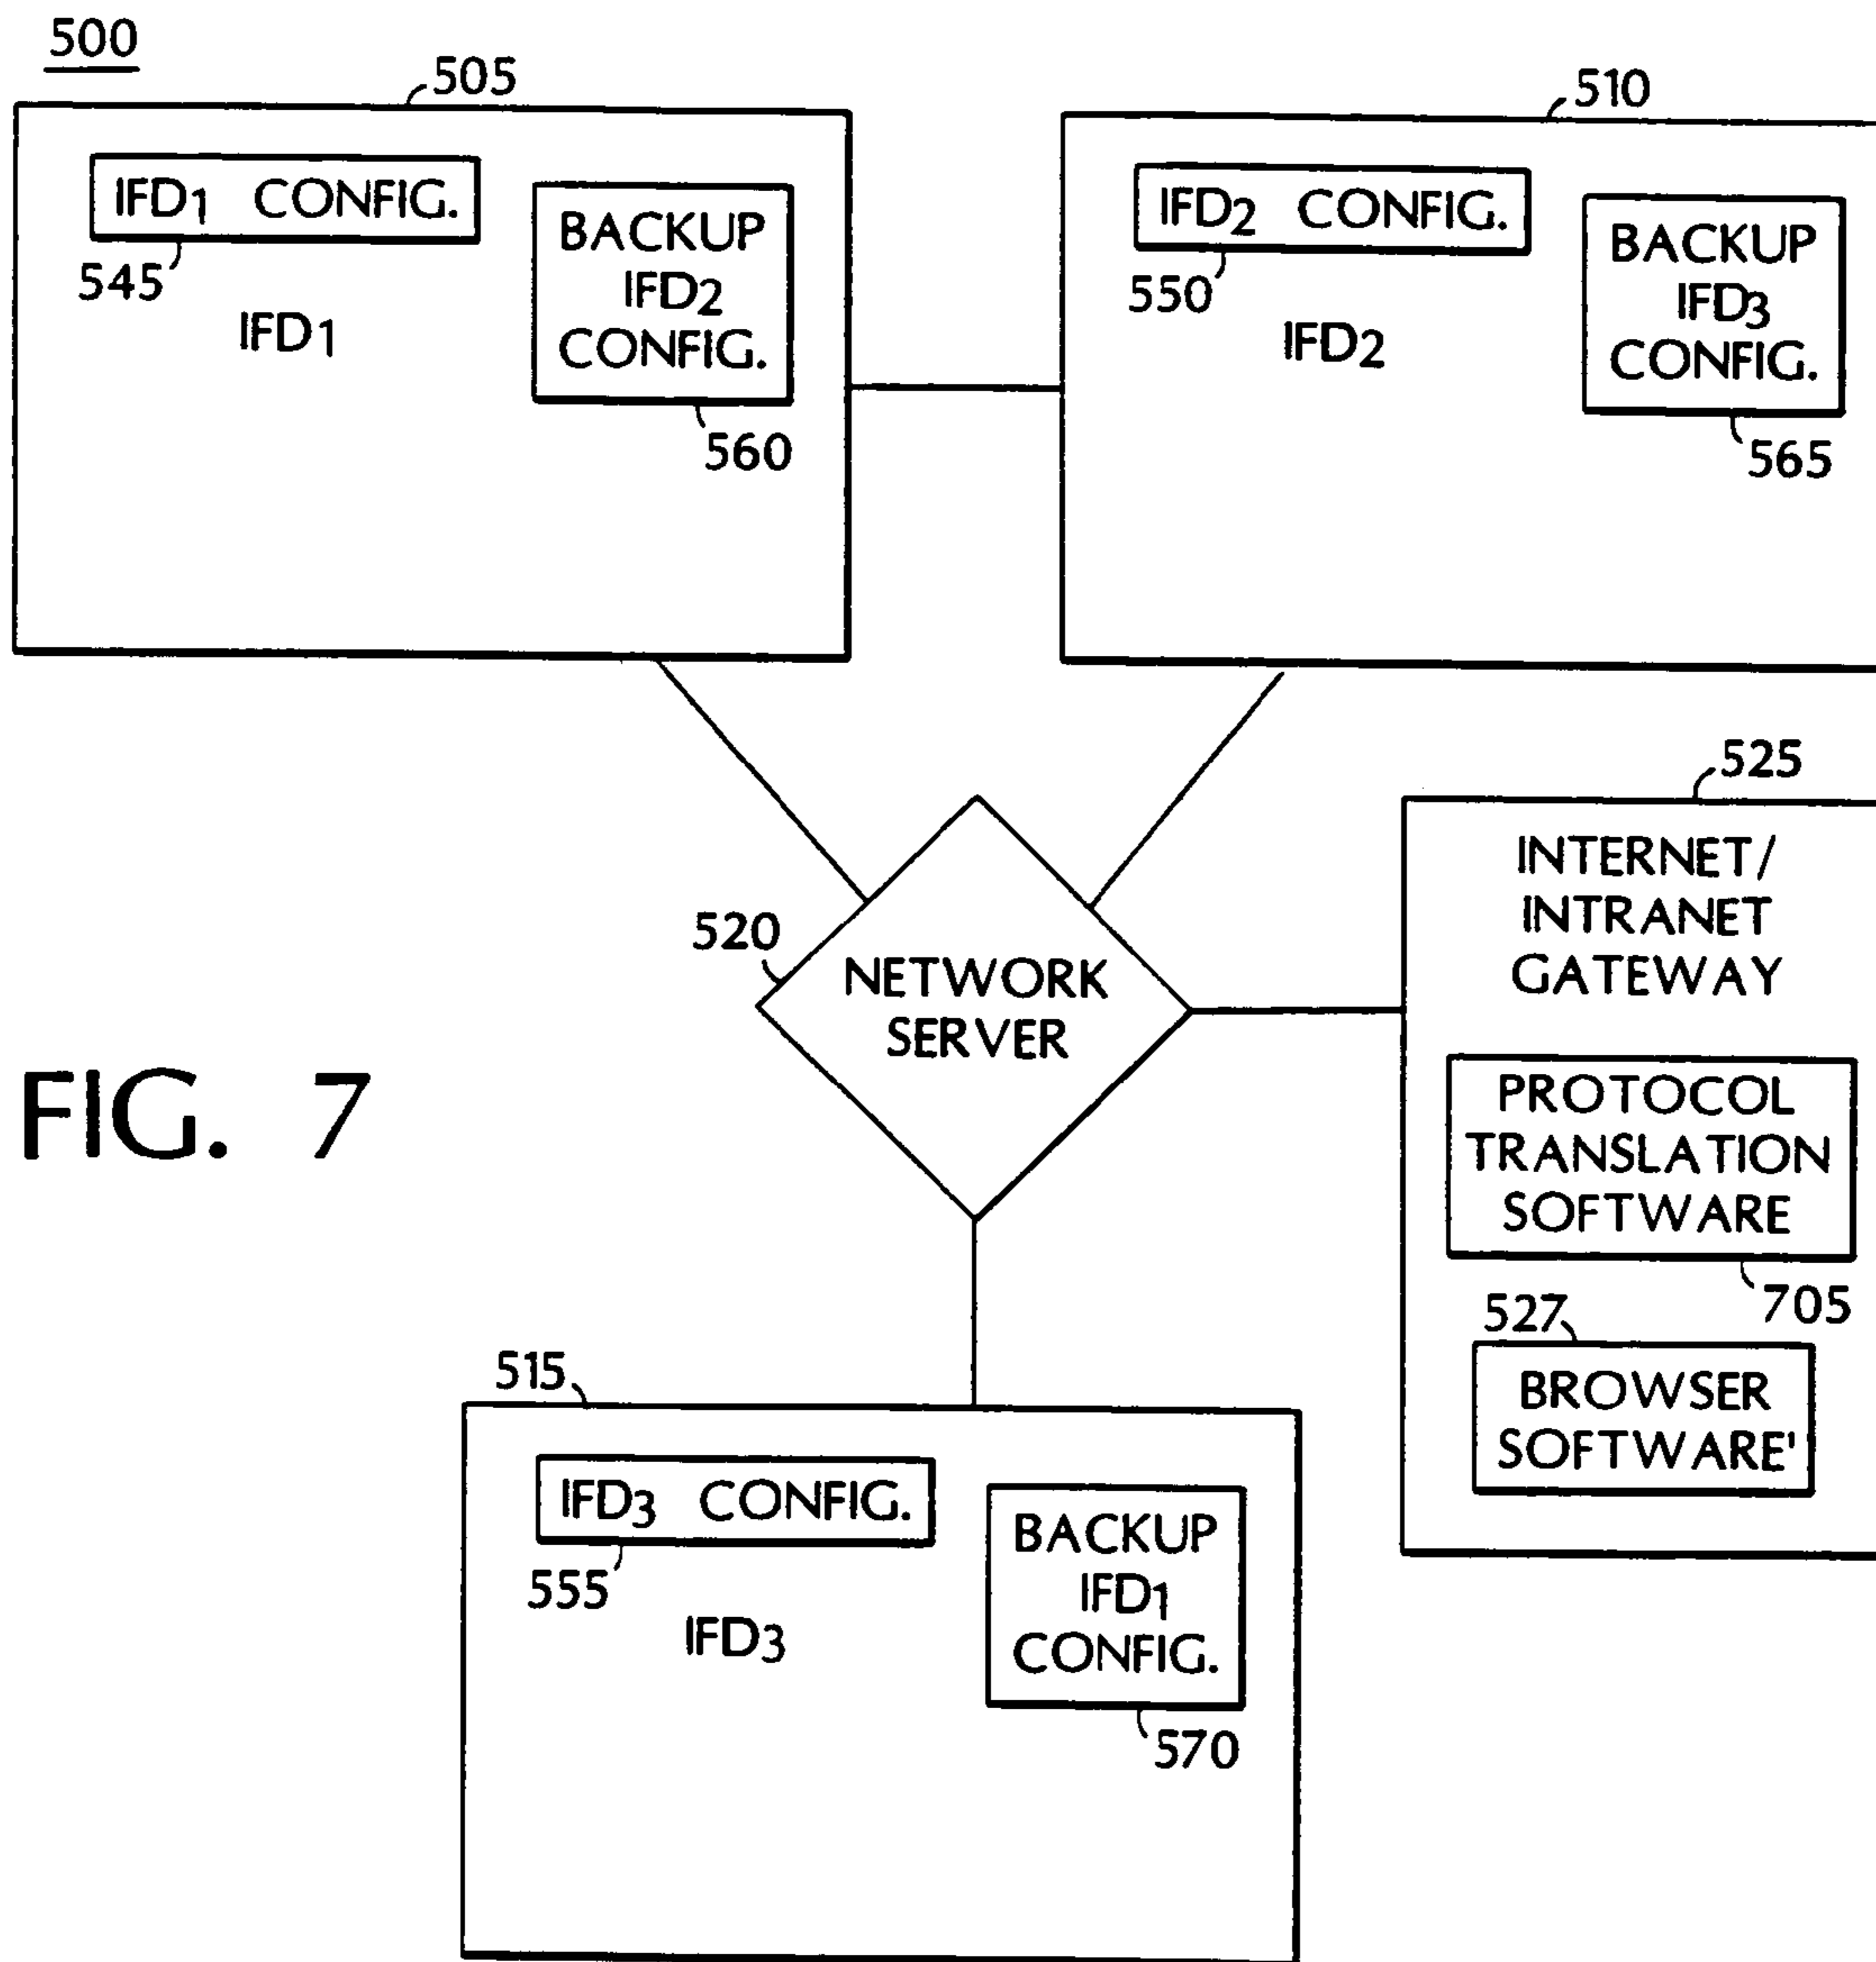 500
505
IFD1 CONFIG.
545
IFD1
BACKUP
IFD2
CONFIG.
560
510
IFD2 CONFIG.
550
IFD2
BACKUP
IFD3
CONFIG.
565
520
NETWORK
SERVER
525
INTERNET/
INTRANET
GATEWAY
PROTOCOL
TRANSLATION
SOFTWARE
705
527
BROWSER
SOFTWARE'
FIG. 7
515
IFD3 CONFIG.
555
IFD3
BACKUP
IFD1
CONFIG.
570